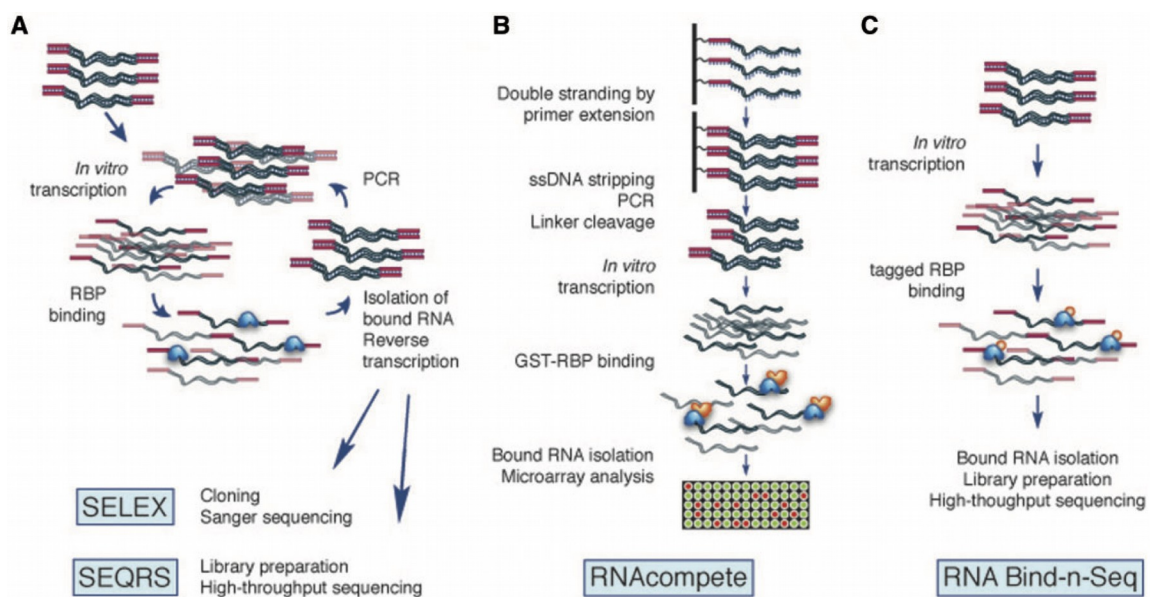 A
In vitro
transcription
PCR
RBP
binding
Isolation of
bound RNA
Reverse
transcription
SELEX
Cloning
Sanger sequencing
SEQRS
Library preparation
High-throughput sequencing
B
Double stranding by
primer extension
ssDNA stripping
PCR
Linker cleavage
In vitro
transcription
GST-RBP binding
Bound RNA isolation
Microarray analysis
RNAcompete
C
In vitro
transcription
tagged RBP
binding
Bound RNA isolation
Library preparation
High-thoughput sequencing
RNA Bind-n-Seq